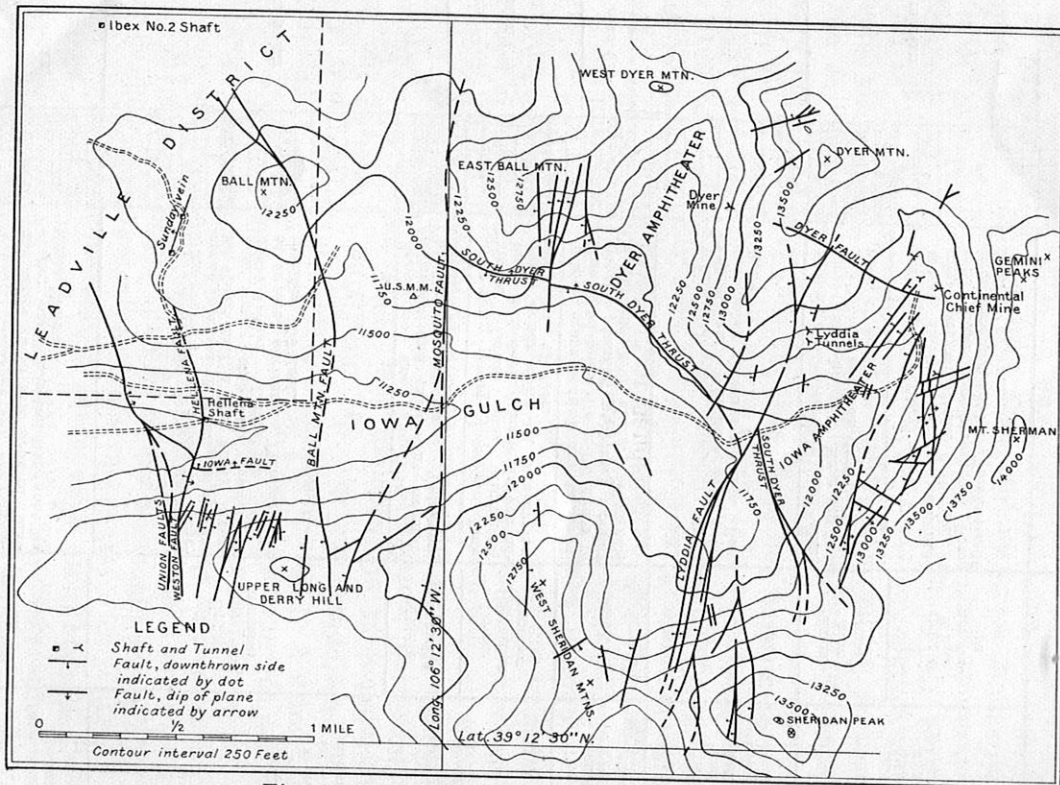 Ibex No.2 Shaft
LEADVILLE DISTRICT
WEST DYER MTN.
DYER MTN.
EAST BALL MTN.
BALL MTN.
12250
Sunday vein
12250
12500
12750
12000
DYER AMPHITHEATER
Dyer Mine
13500
13250
DYER FAULT
GEMINI PEAKS
SOUTH DYER THRUST
SOUTH DYER THRUST
U.S.M.M.
11750
MOSQUITO FAULT
12250
12500
12750
13000
Continental Chief Mine
Lyddia Tunnels
11500
HELLENA FAULT
BALL MTN FAULT
11250
Hellena Shaft
IOWA GULCH
IOWA AMPHITHEATER
MT. SHERMAN
14000
13750
13500
13250
13000
12500
12250
12000
11750
SOUTH DYER THRUST
LYDDIA FAULT
11500
11750
12000
12250
12500
12750
IOWA FAULT
UNION FAULTS
WESTON FAULT
UPPER LONG AND DERRY HILL
WEST SHERIDAN MTNS.
Long. 106° 12' 30" W.
13250
13500
SHERIDAN PEAK
Lat. 39° 12' 30" N.
LEGEND
Shaft and Tunnel
Fault, downthrown side
indicated by dot
Fault, dip of plane
indicated by arrow
0 1/2 1 MILE
Contour interval 250 Feet